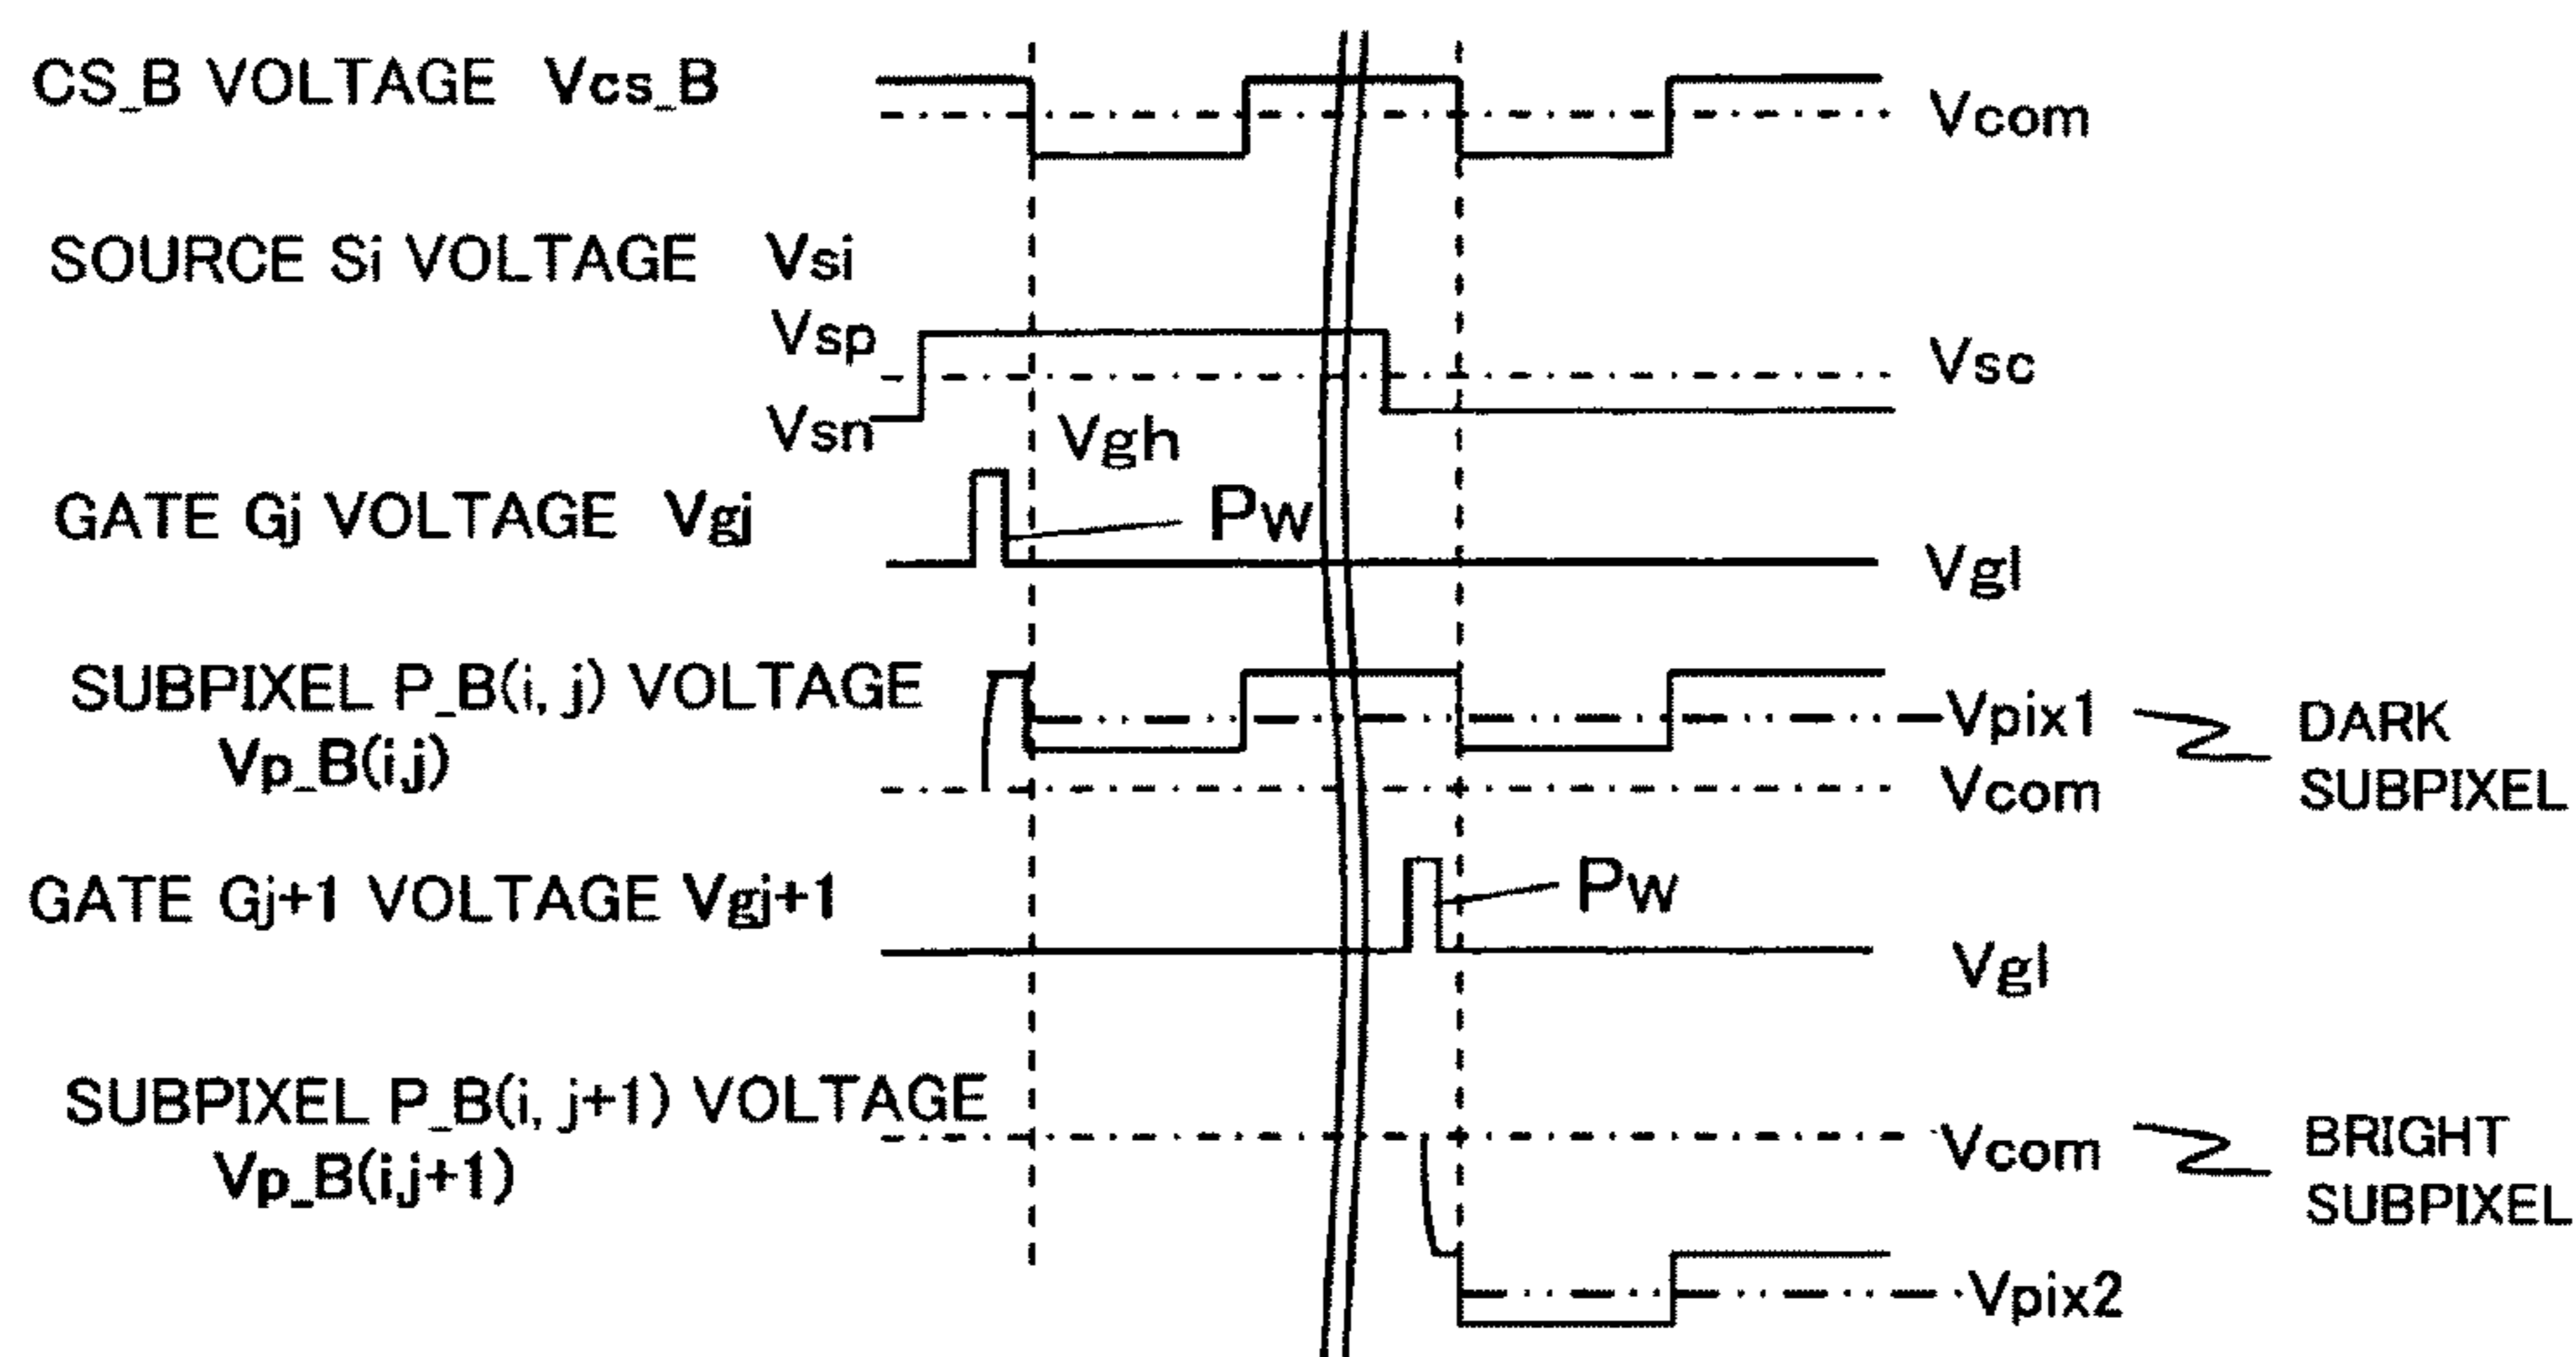 CS_B VOLTAGE Vcs_B
Vcom
SOURCE Si VOLTAGE Vsi
Vsp
Vsc
Vsn
Vgh
GATE Gj VOLTAGE Vgj
Pw
Vgl
SUBPIXEL P_B(i, j) VOLTAGE
Vp_B(i,j)
Vpix1
DARK
SUBPIXEL
Vcom
GATE Gj+1 VOLTAGE Vgj+1
Pw
Vgl
SUBPIXEL P_B(i, j+1) VOLTAGE
Vp_B(i,j+1)
Vcom
BRIGHT
SUBPIXEL
Vpix2